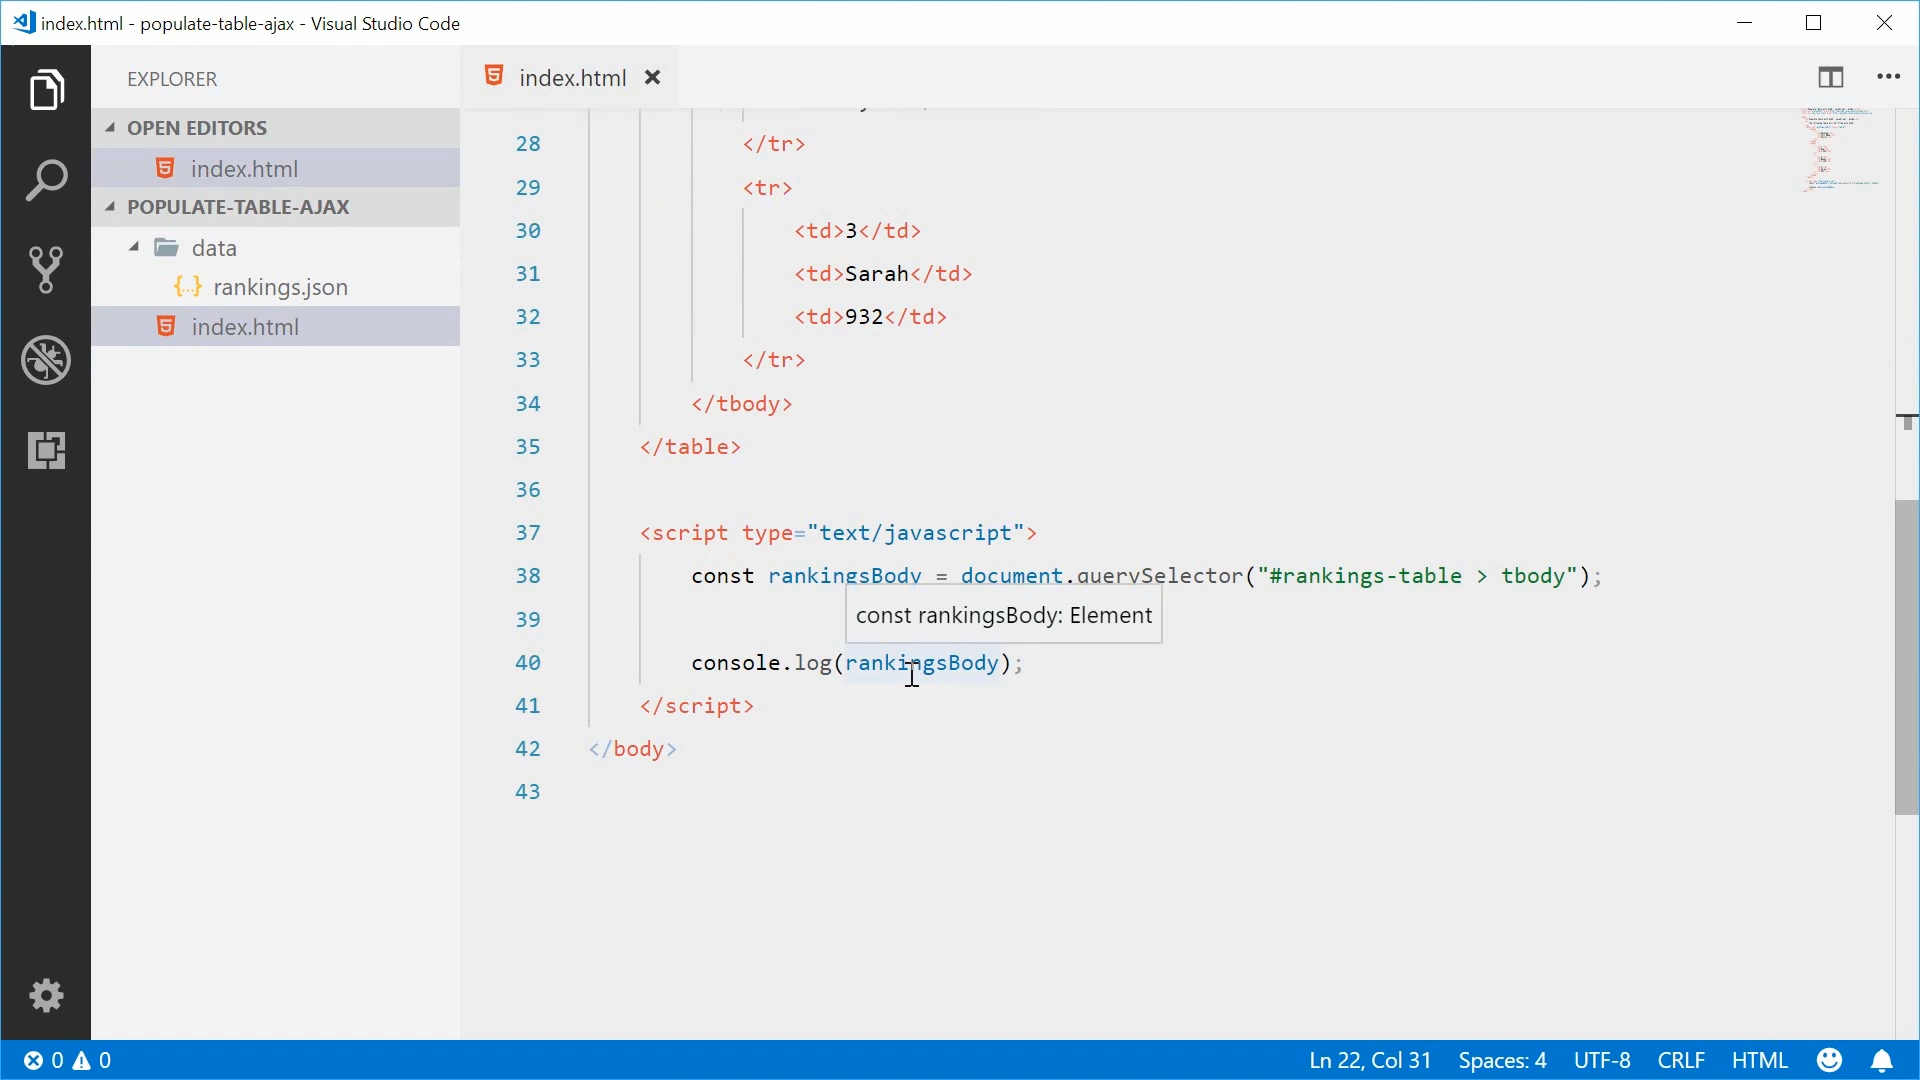 index.html - populate-table-ajax - Visual Studio Code
EXPLORER
OPEN EDITORS
index.html
POPULATE-TABLE-AJAX
data
{...} rankings.json
index.html
index.html
28 </tr>
29 <tr>
30 <td>3</td>
31 <td>Sarah</td>
32 <td>932</td>
33 </tr>
34 </tbody>
35 </table>
36
37 <script type="text/javascript">
38 const rankingsBody = document.querySelector("#rankings-table > tbody");
39
const rankingsBody: Element
40 console.log(rankingsBody);
41 </script>
42 </body>
43
0 0
Ln 22, Col 31 Spaces: 4 UTF-8 CRLF HTML